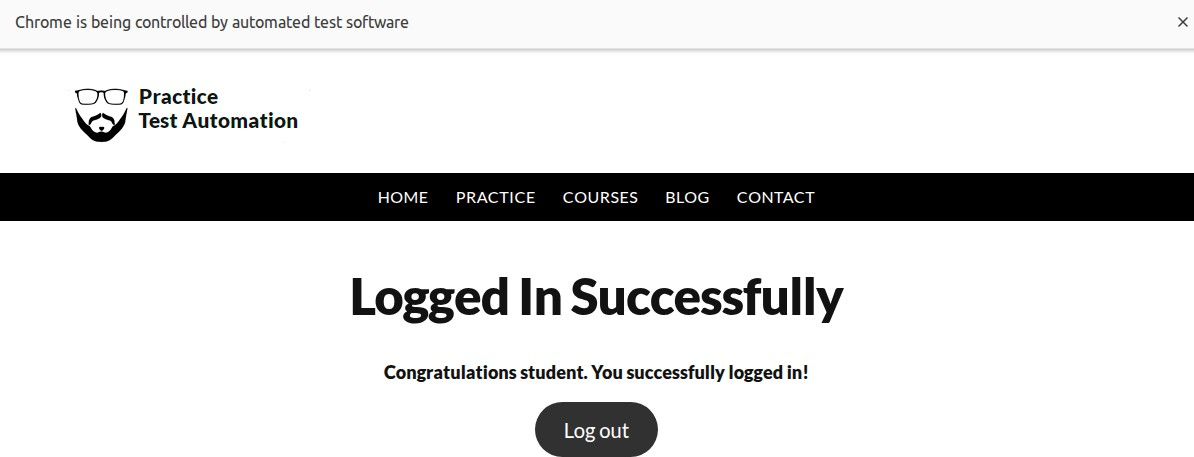 Chrome is being controlled by automated test software
Practice
Test Automation
HOME PRACTICE COURSES BLOG CONTACT
Logged In Successfully
Congratulations student. You successfully logged in!
Log out